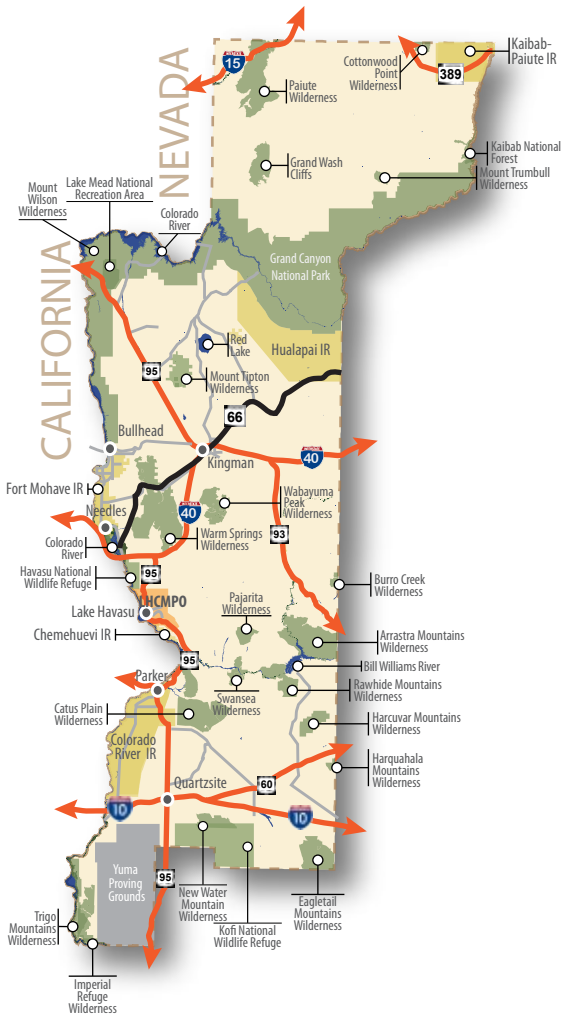 NEVADA
CALIFORNIA
INTERSTATE
15
Paiute
Wilderness
Cottonwood
Point
Wilderness
389
Kaibab-
Paiute IR
Grand Wash
Cliffs
Kaibab National
Forest
Mount Trumbull
Wilderness
Mount
Wilson
Wilderness
Lake Mead National
Recreation Area
Colorado
River
Grand Canyon
National Park
Red
Lake
Hualapai IR
95
Mount Tipton
Wilderness
66
Bullhead
Kingman
40
Fort Mohave IR
Needles
40
Wabayuma
Peak
Wilderness
93
Colorado
River
Warm Springs
Wilderness
Havasu National
Wildlife Refuge
95
Burro Creek
Wilderness
LHCMPO
Lake Havasu
Pajarita
Wilderness
Chemehuevi IR
Arrastra Mountains
Wilderness
95
Bill Williams River
Parker
Swansea
Wilderness
Rawhide Mountains
Wilderness
Catus Plain
Wilderness
Harcuvar Mountains
Wilderness
Colorado
River IR
Harquahala
Mountains
Wilderness
Quartzsite
60
10
10
Yuma
Proving
Grounds
95
New Water
Mountain
Wilderness
Kofi National
Wildlife Refuge
Eagletail
Mountains
Wilderness
Trigo
Mountains
Wilderness
Imperial
Refuge
Wilderness